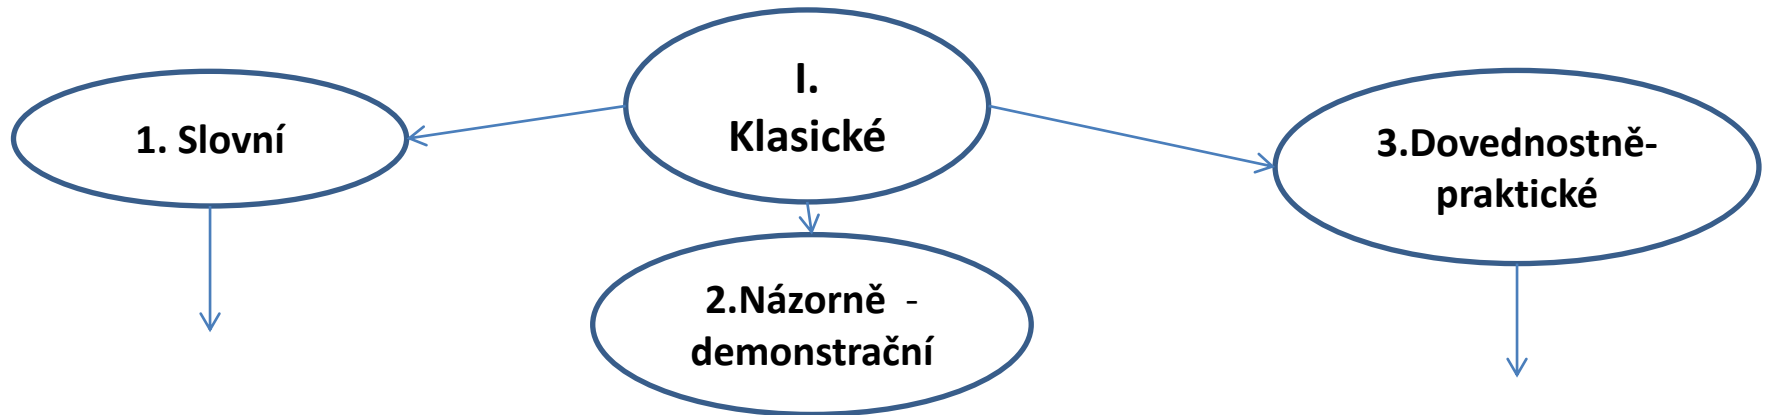 I.
Klasické
1. Slovní
2.Názorně -
demonstrační
3.Dovednostně-
praktické